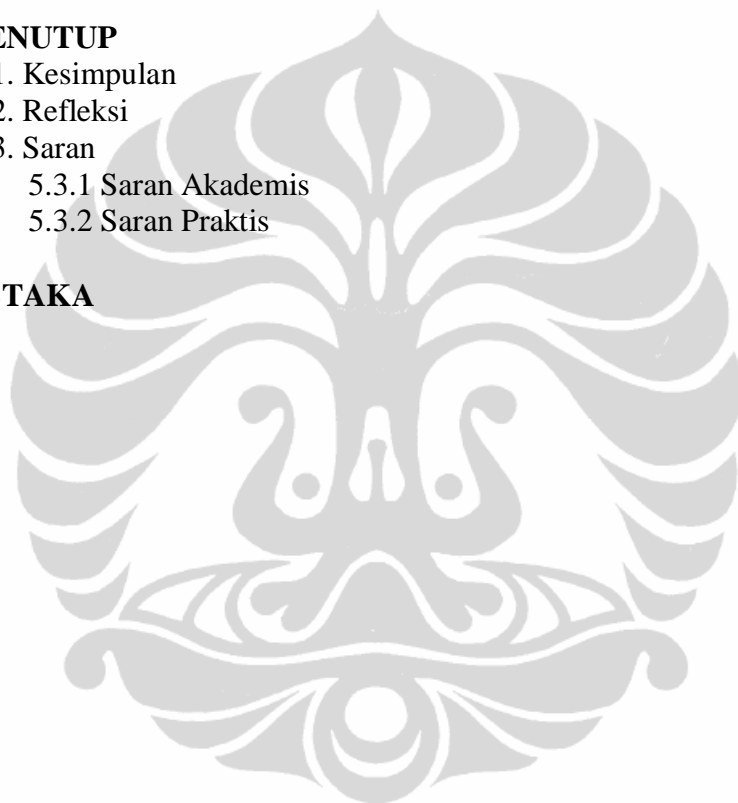 ENUTUP
1. Kesimpulan
2. Refleksi
3. Saran
5.3.1 Saran Akademis
5.3.2 Saran Praktis
TAKA